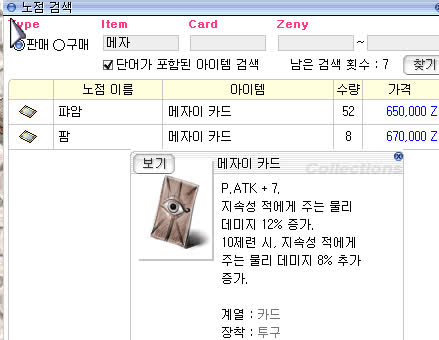 노점 검색
Type Item Card Zeny
판매 구매 메자 ~
단어가 포함된 아이템 검색 남은 검색 횟수 : 7 찾기
노점 이름 아이템 수량 가격
퍄암 메자이 카드 52 650,000 Z
팜 메자이 카드 8 670,000 Z
보기 메자이 카드
Collections
P.ATK + 7.
지속성 적에게 주는 물리
데미지 12% 증가.
10제련 시, 지속성 적에게
주는 물리 데미지 8% 추가
증가.
계열 : 카드
장착 : 투구